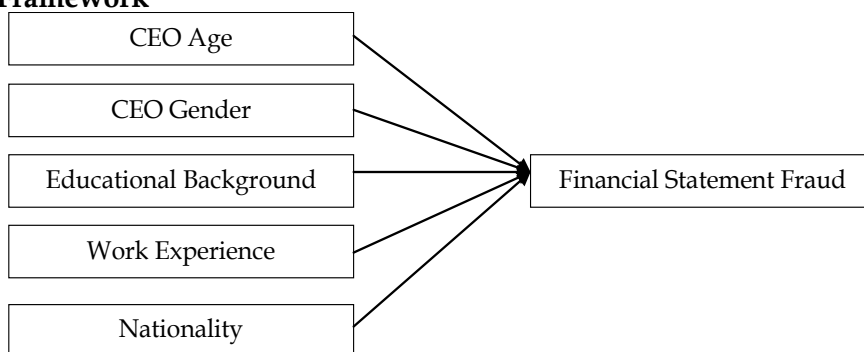 Framework
CEO Age
CEO Gender
Educational Background
Financial Statement Fraud
Work Experience
Nationality